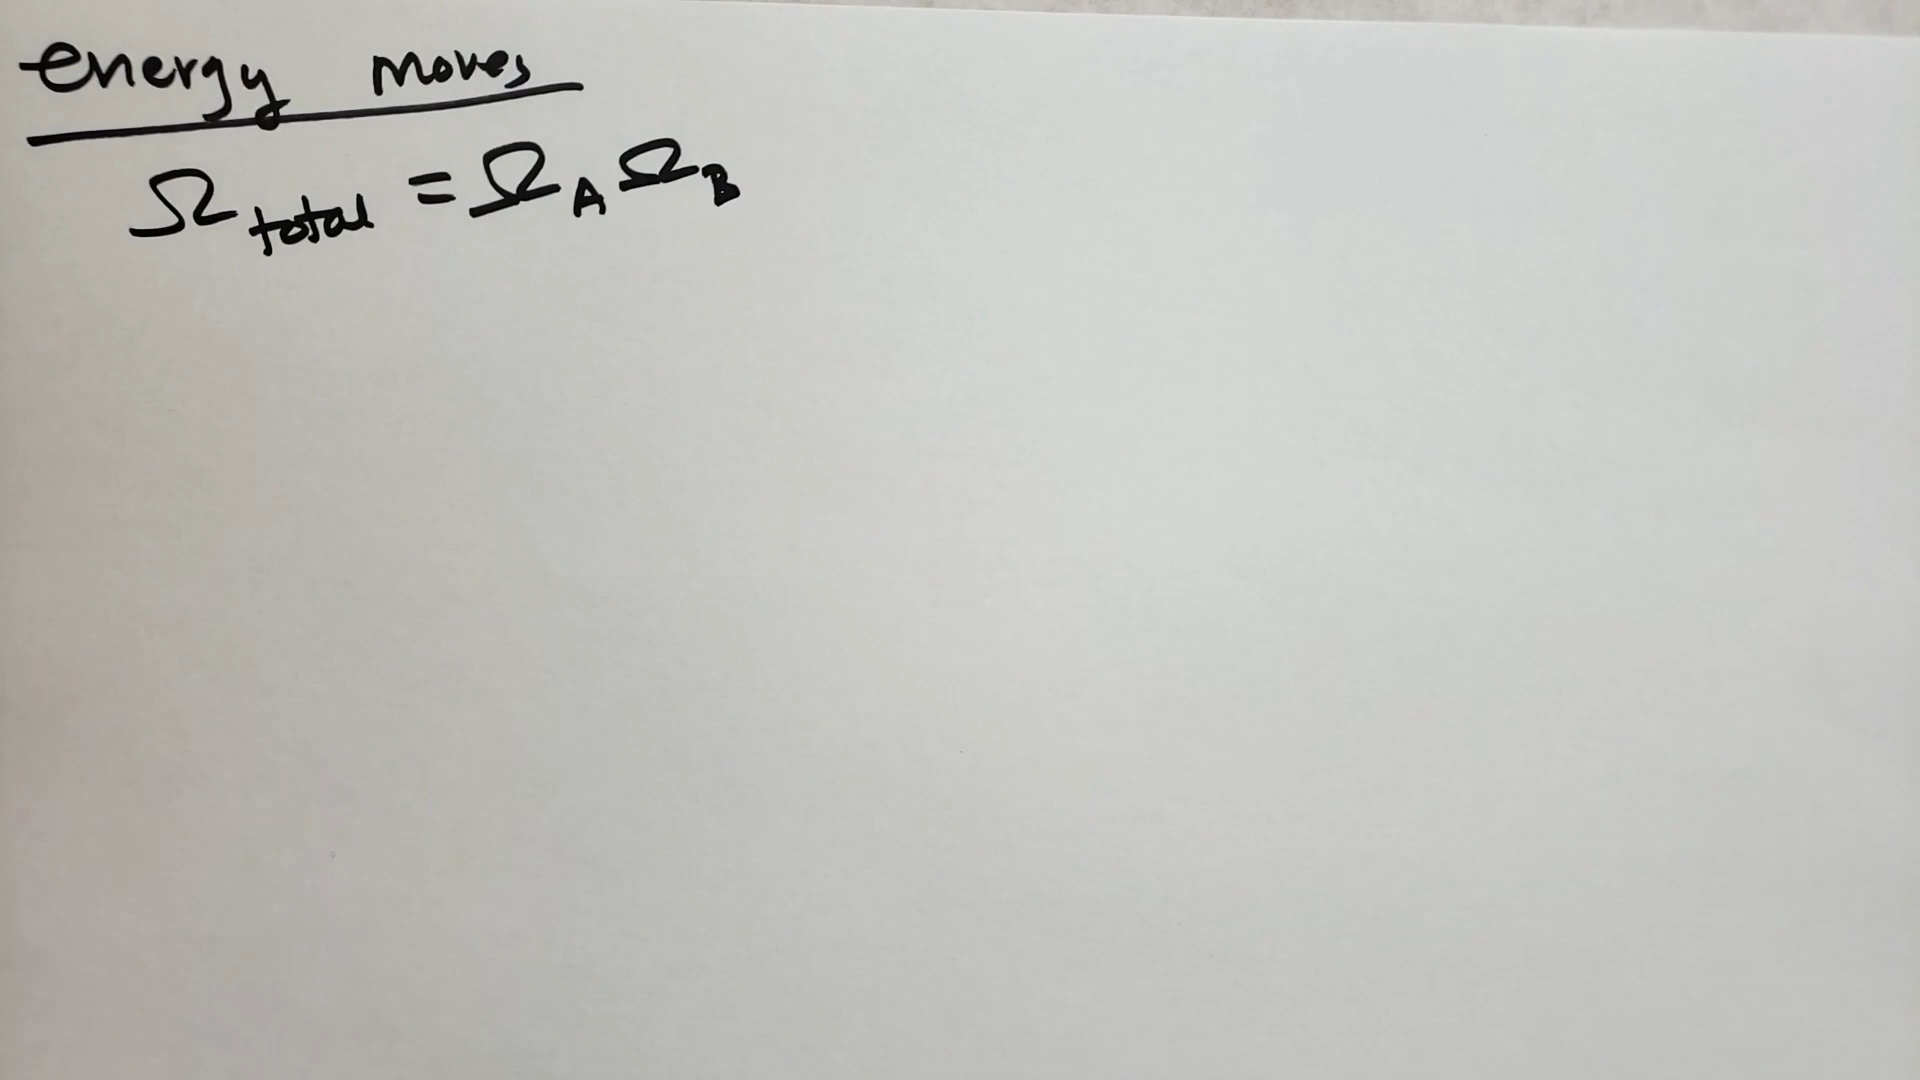 energy moves
Ω_total = Ω_A Ω_B